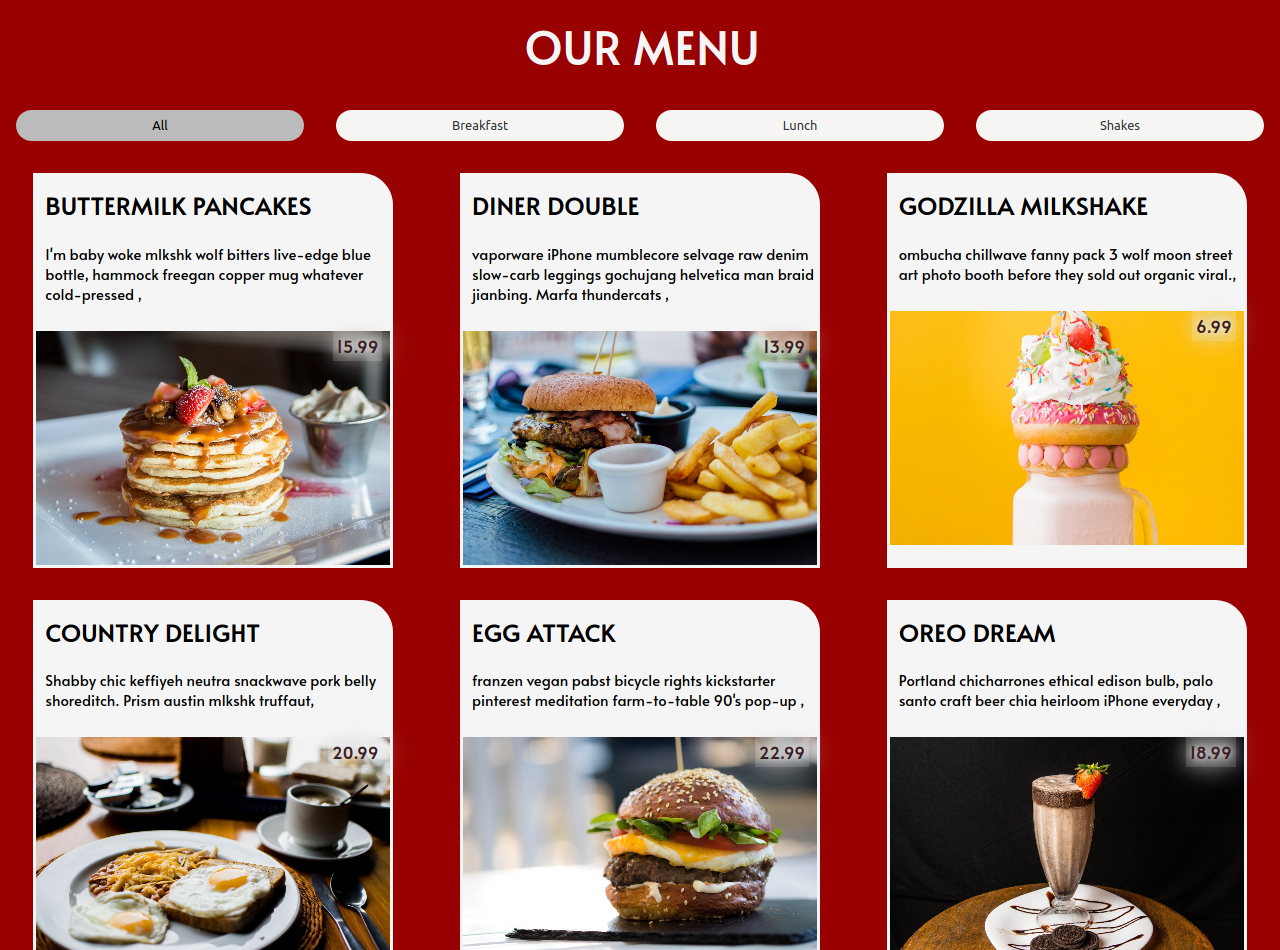 OUR MENU
All
Breakfast
Lunch
Shakes
BUTTERMILK PANCAKES
I'm baby woke mlkshk wolf bitters live-edge blue
bottle, hammock freegan copper mug whatever
cold-pressed ,
15.99
DINER DOUBLE
vaporware iPhone mumblecore selvage raw denim
slow-carb leggings gochujang helvetica man braid
jianbing. Marfa thundercats ,
13.99
GODZILLA MILKSHAKE
ombucha chillwave fanny pack 3 wolf moon street
art photo booth before they sold out organic viral.,
6.99
COUNTRY DELIGHT
Shabby chic keffiyeh neutra snackwave pork belly
shoreditch. Prism austin mlkshk truffaut,
20.99
EGG ATTACK
franzen vegan pabst bicycle rights kickstarter
pinterest meditation farm-to-table 90's pop-up ,
22.99
OREO DREAM
Portland chicharrones ethical edison bulb, palo
santo craft beer chia heirloom iPhone everyday ,
18.99